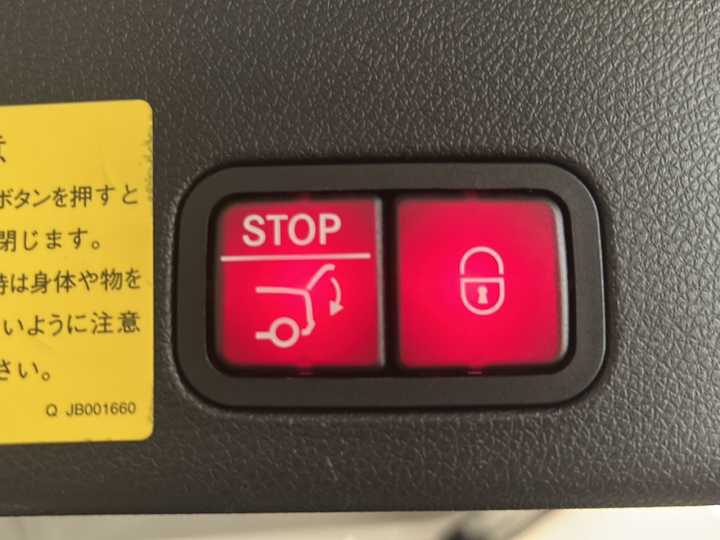 ボタンを押すと
閉じます。
時は身体や物を
いように注意
さい。
Q JB001660
STOP